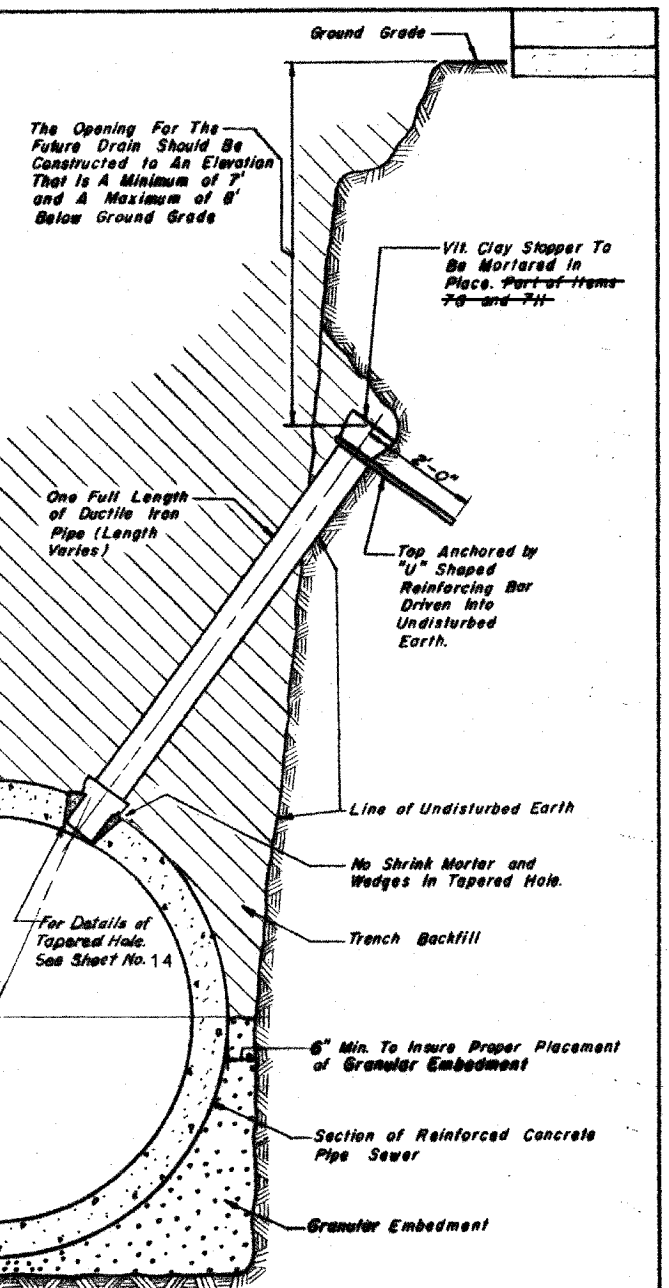 Ground Grade
The Opening For The
Future Drain Should Be
Constructed to An Elevation
That Is A Minimum of 7'
and A Maximum of 8'
Below Ground Grade
Vit. Clay Stopper To
Be Mortared in
Place. Part of Items
7G and 7H
2'-0"
One Full Length
of Ductile Iron
Pipe (Length
Varies)
Top Anchored by
"U" Shaped
Reinforcing Bar
Driven Into
Undisturbed
Earth.
Line of Undisturbed Earth
No Shrink Mortar and
Wedges In Tapered Hole.
For Details of
Tapered Hole.
See Sheet No. 14
Trench Backfill
6" Min. To Insure Proper Placement
of Granular Embedment
Section of Reinforced Concrete
Pipe Sewer
Granular Embedment